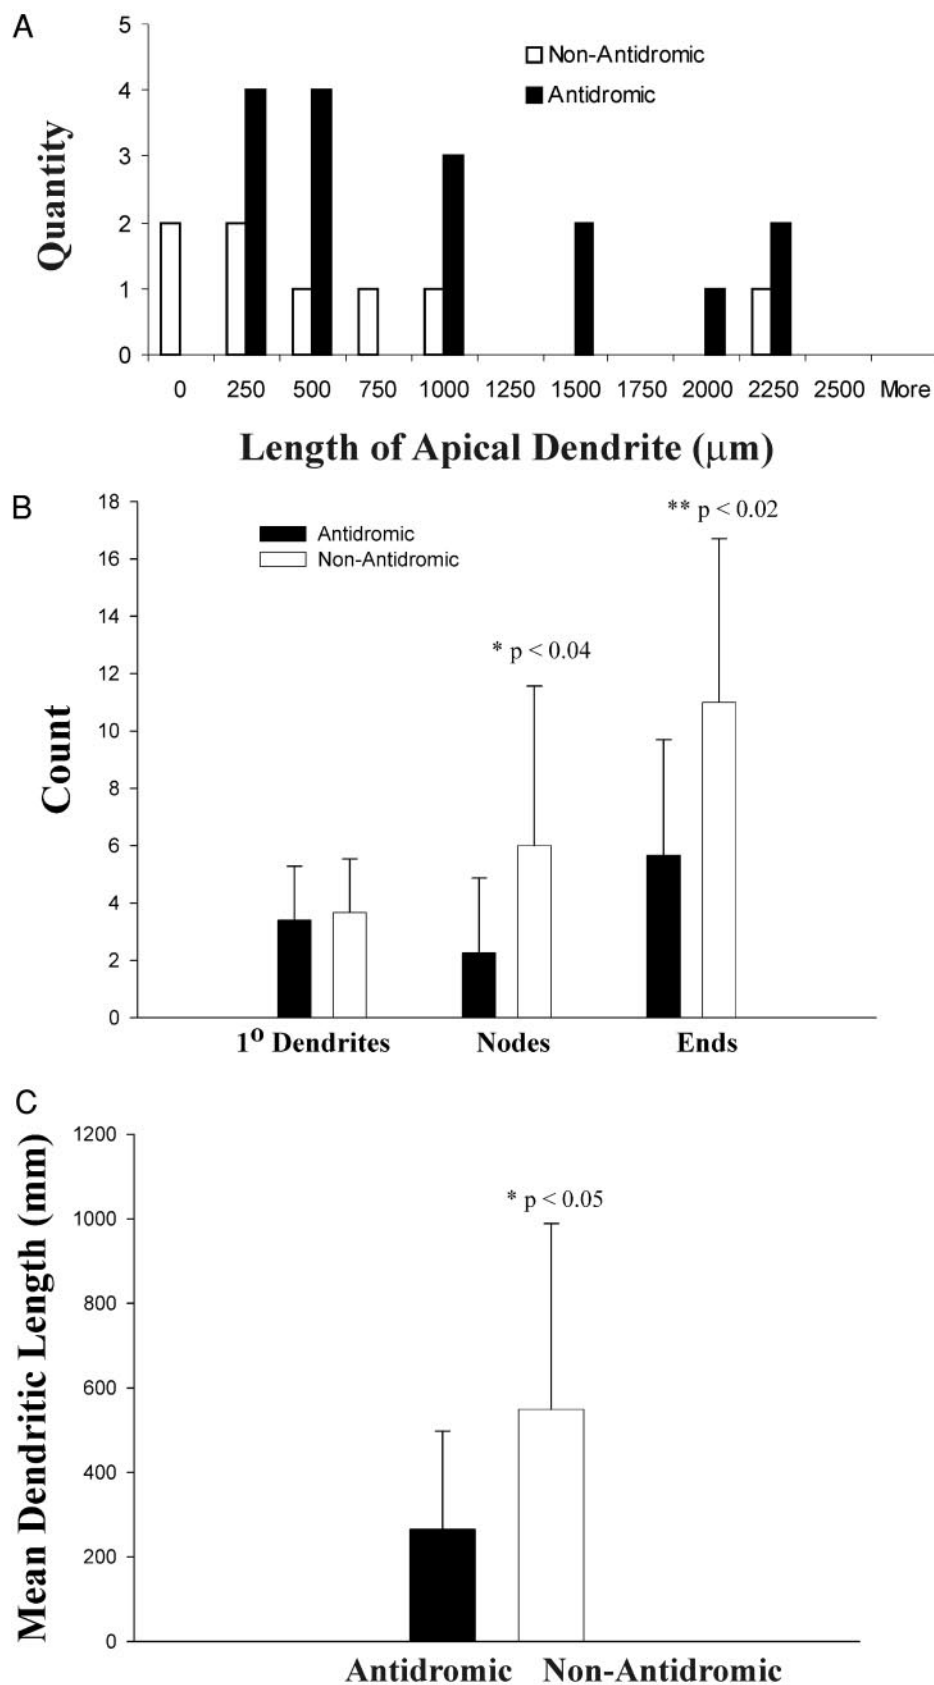 A
5
4
3
2
1
0
Quantity
Non-Antidromic
Antidromic
0 250 500 750 1000 1250 1500 1750 2000 2250 2500 More
Length of Apical Dendrite (μm)
B
18
16
14
12
10
8
6
4
2
0
Count
Antidromic
Non-Antidromic
** p < 0.02
* p < 0.04
1° Dendrites Nodes Ends
C
1200
1000
800
600
400
200
0
Mean Dendritic Length (mm)
* p < 0.05
Antidromic Non-Antidromic